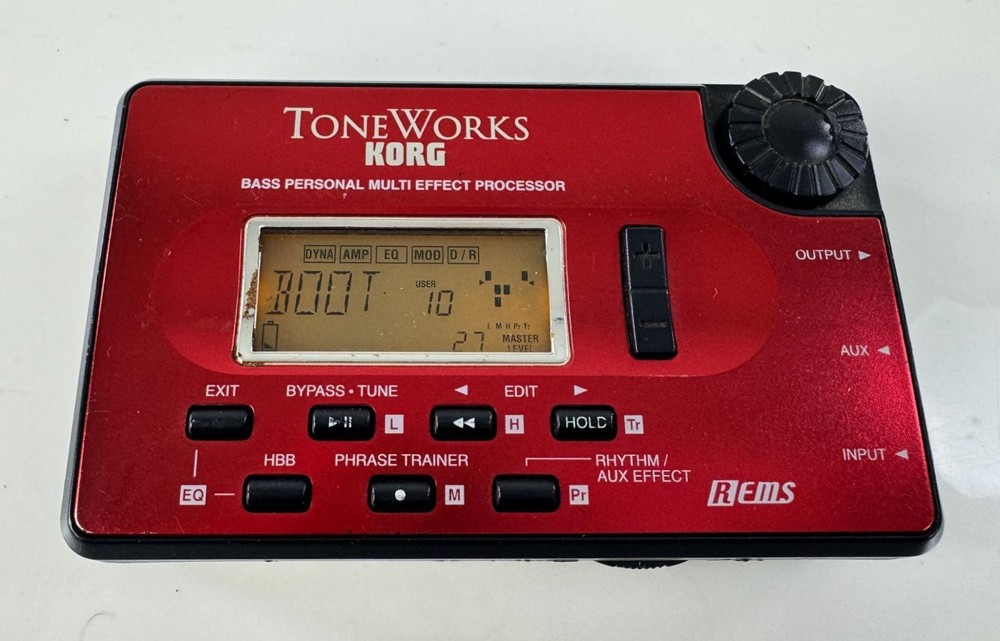 TONEWORKS
KORG
BASS PERSONAL MULTI EFFECT PROCESSOR
DYNA AMP EQ MOD D/R
BOOT USER 10
L M H Pr Tr
27 MASTER LEVEL
OUTPUT ▶
AUX ◀
INPUT ◀
EXIT BYPASS • TUNE ◀ EDIT ▶
L H HOLD Tr
HBB PHRASE TRAINER RHYTHM / AUX EFFECT
EQ M Pr
REMS